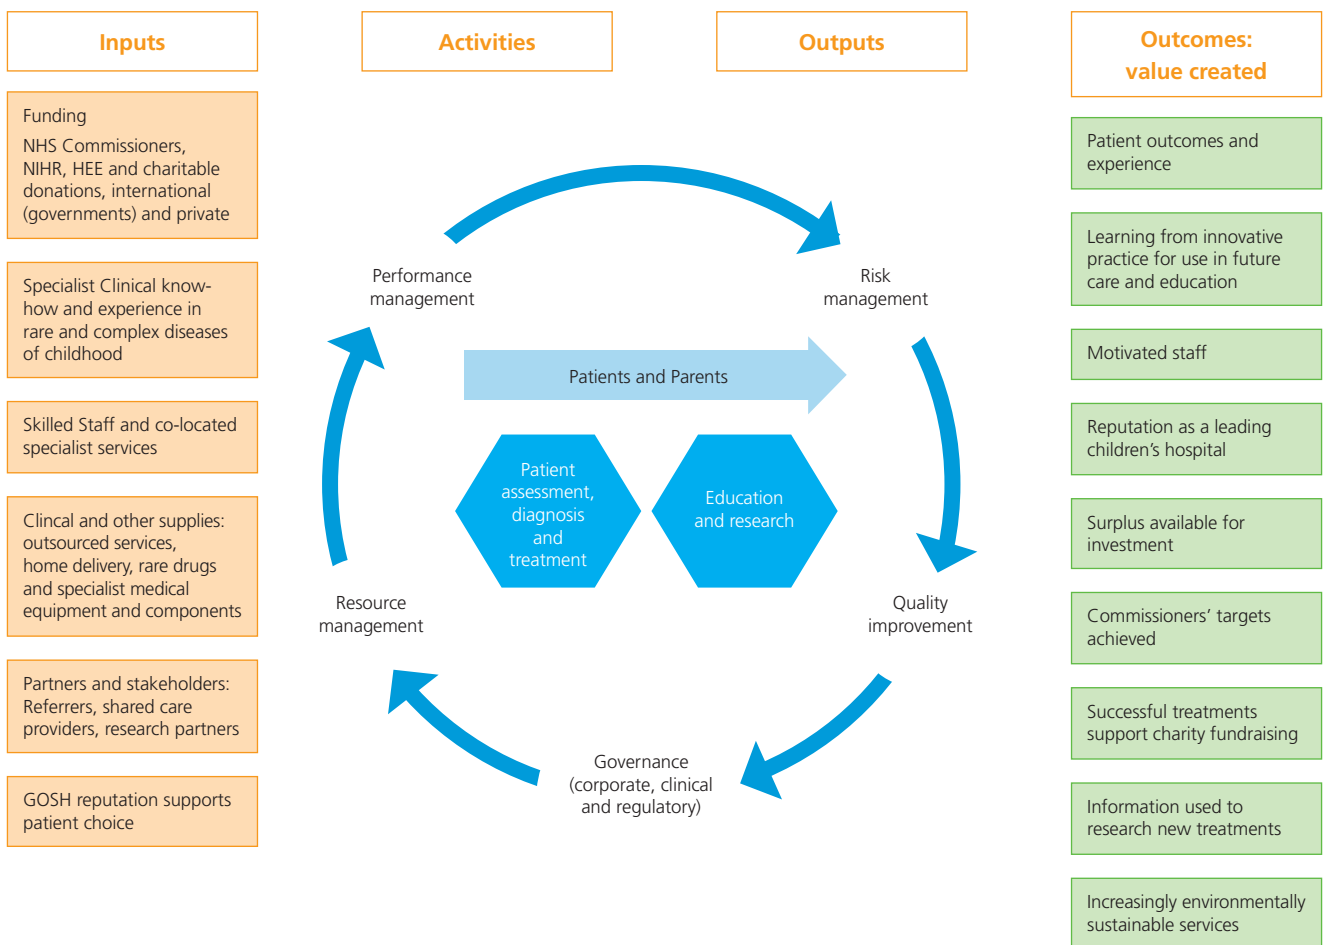 Inputs
Activities
Outputs
Outcomes:
value created
Funding
NHS Commissioners,
NIHR, HEE and charitable
donations, international
(governments) and private
Specialist Clinical know-
how and experience in
rare and complex diseases
of childhood
Skilled Staff and co-located
specialist services
Clincal and other supplies:
outsourced services,
home delivery, rare drugs
and specialist medical
equipment and components
Partners and stakeholders:
Referrers, shared care
providers, research partners
GOSH reputation supports
patient choice
Performance
management
Risk
management
Patients and Parents
Patient
assessment,
diagnosis
and
treatment
Education
and research
Resource
management
Quality
improvement
Governance
(corporate, clinical
and regulatory)
Patient outcomes and
experience
Learning from innovative
practice for use in future
care and education
Motivated staff
Reputation as a leading
children’s hospital
Surplus available for
investment
Commissioners’ targets
achieved
Successful treatments
support charity fundraising
Information used to
research new treatments
Increasingly environmentally
sustainable services